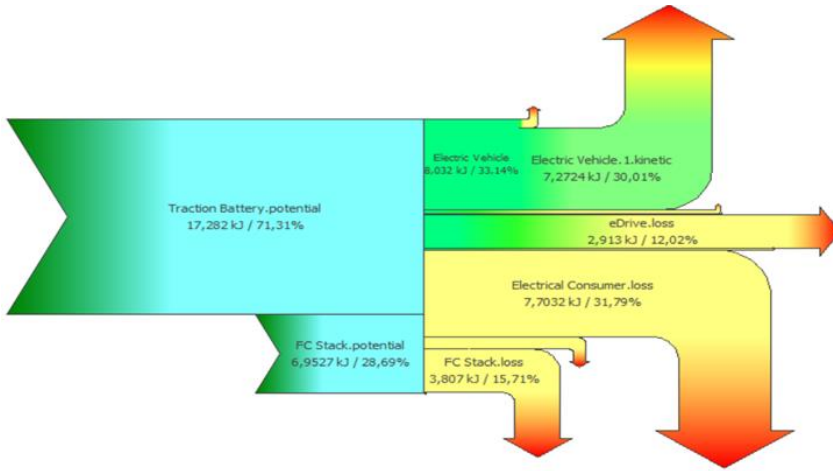 Traction Battery.potential
17,282 kJ / 71,31%
Electric Vehicle
8,032 kJ / 33.14%
Electric Vehicle.1.kinetic
7,2724 kJ / 30,01%
eDrive.loss
2,913 kJ / 12,02%
Electrical Consumer.loss
7,7032 kJ / 31,79%
FC Stack.potential
6,9527 kJ / 28,69%
FC Stack.loss
3,807 kJ / 15,71%